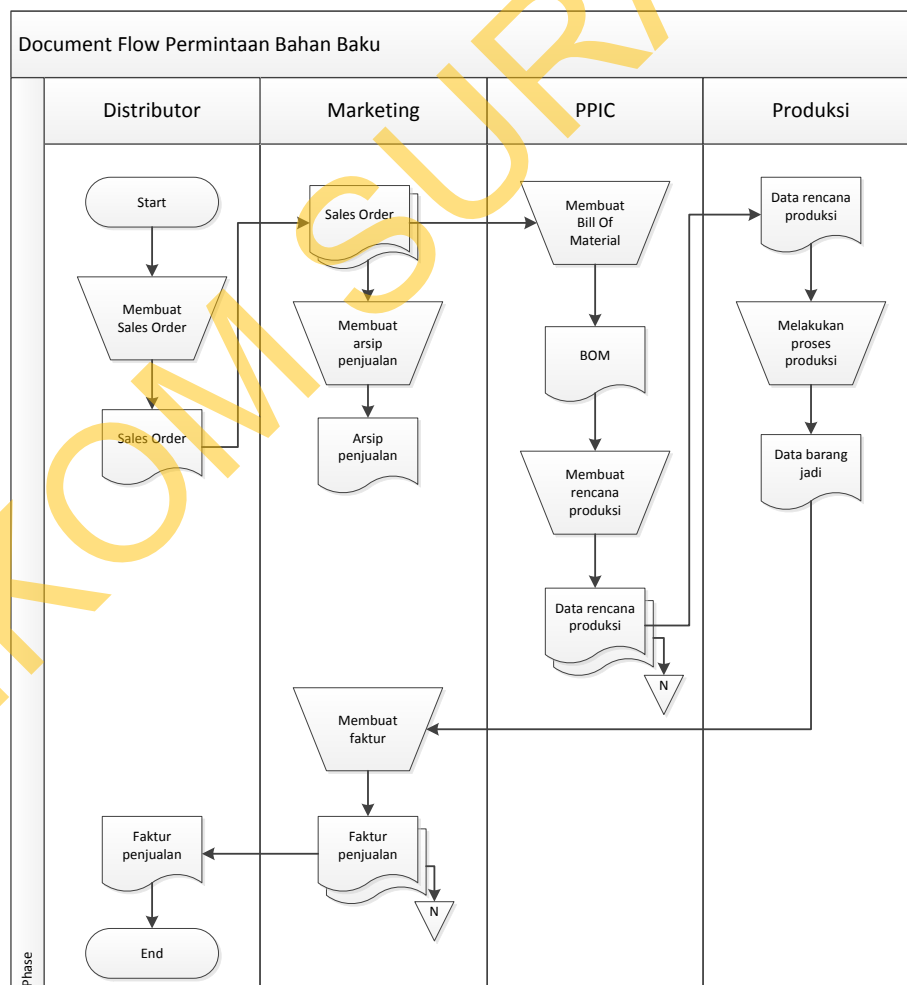 Document Flow Permintaan Bahan Baku
Distributor
Marketing
PPIC
Produksi
Start
Membuat
Sales Order
Sales Order
Sales Order
Membuat
arsip
penjualan
Arsip
penjualan
Membuat
Bill Of
Material
BOM
Membuat
rencana
produksi
Data rencana
produksi
N
Data rencana
produksi
Melakukan
proses
produksi
Data barang
jadi
Membuat
faktur
Faktur
penjualan
N
Faktur
penjualan
End
Phase
KOM SURA